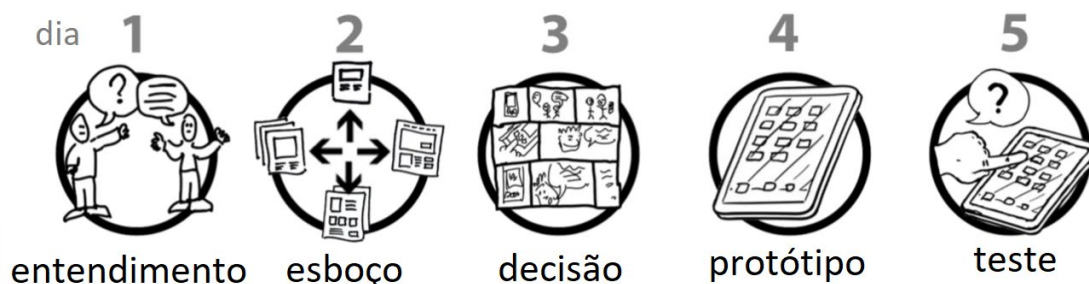 dia 1 2 3 4 5
? ?
entendimento esboço decisão protótipo teste